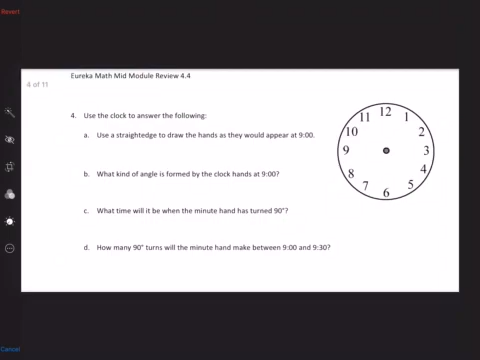 Revert
Eureka Math Mid Module Review 4.4
4 of 11
4. Use the clock to answer the following:
a. Use a straightedge to draw the hands as they would appear at 9:00.
b. What kind of angle is formed by the clock hands at 9:00?
c. What time will it be when the minute hand has turned 90°?
d. How many 90° turns will the minute hand make between 9:00 and 9:30?
12
11 1
10 2
9 3
8 4
7 5
6
Cancel